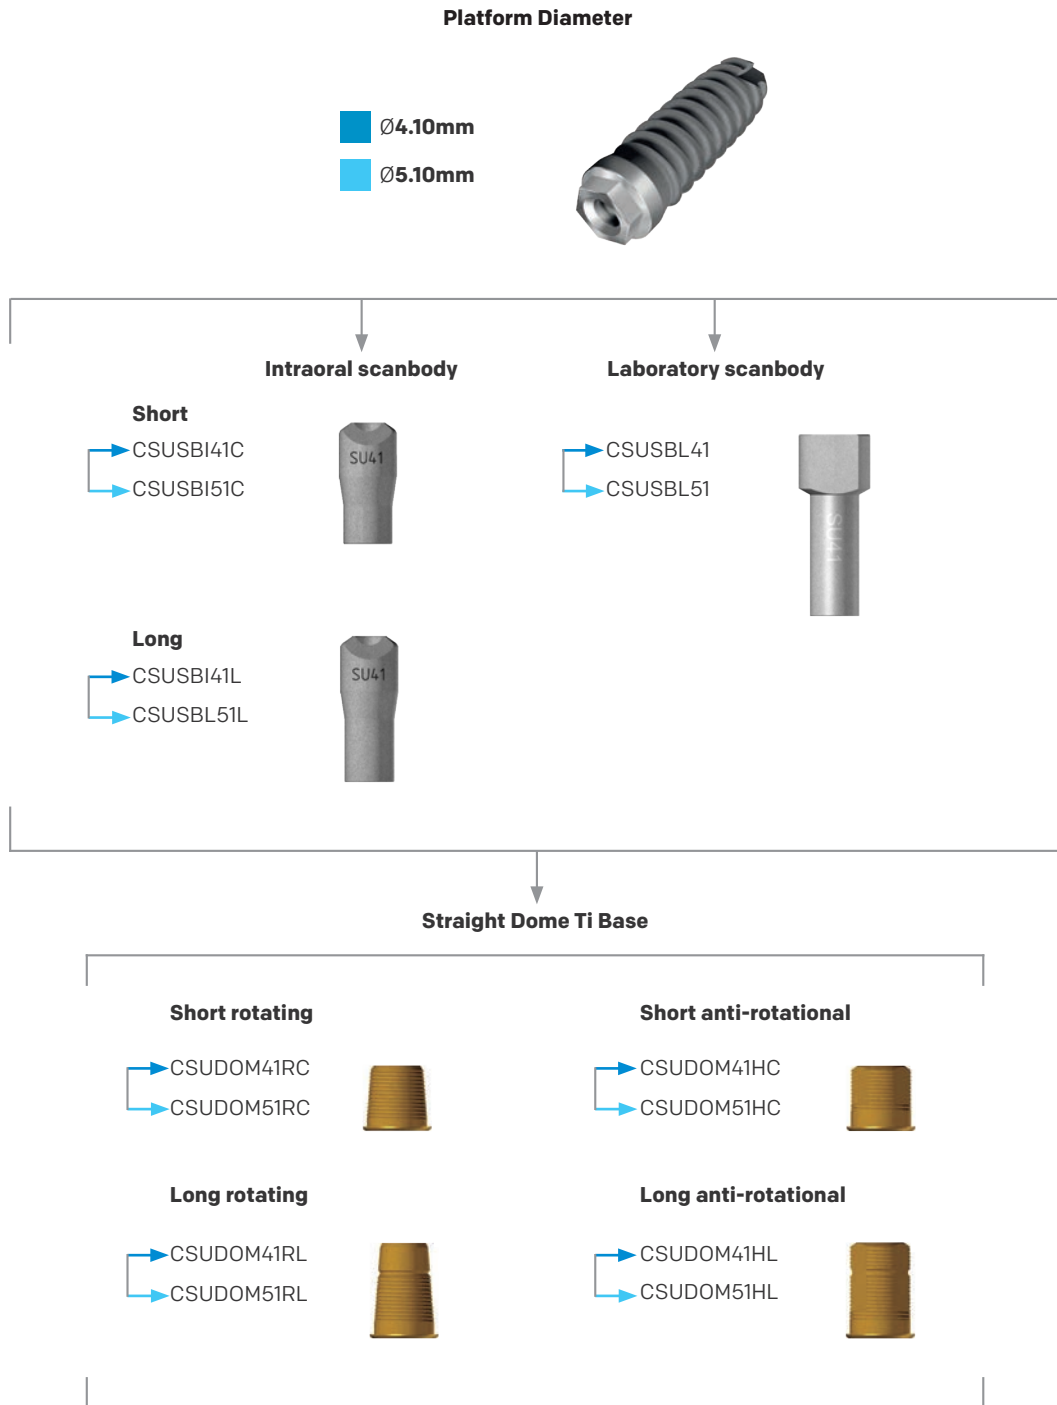 Platform Diameter
Ø4.10mm
Ø5.10mm
Intraoral scanbody
Short
CSUSBI41C
CSUSBI51C
SU41
Long
CSUSBI41L
CSUSBL51L
SU41
Laboratory scanbody
CSUSBL41
CSUSBL51
SU41
Straight Dome Ti Base
Short rotating
CSUDOM41RC
CSUDOM51RC
Short anti-rotational
CSUDOM41HC
CSUDOM51HC
Long rotating
CSUDOM41RL
CSUDOM51RL
Long anti-rotational
CSUDOM41HL
CSUDOM51HL